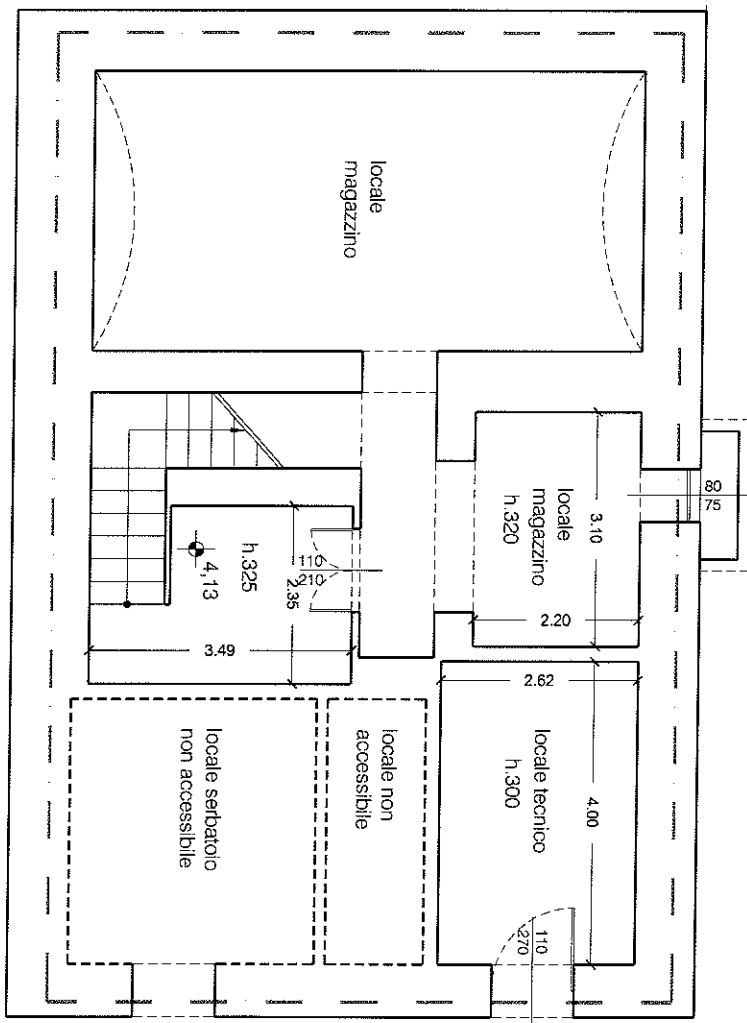 locale
magazzino
80
75
locale
magazzino
h.320
3.10
2.20
110
210
h.325
4,13
2.35
3.49
2.62
locale tecnico
h.300
4.00
110
270
locale non
accessibile
locale serbatoio
non accessibile